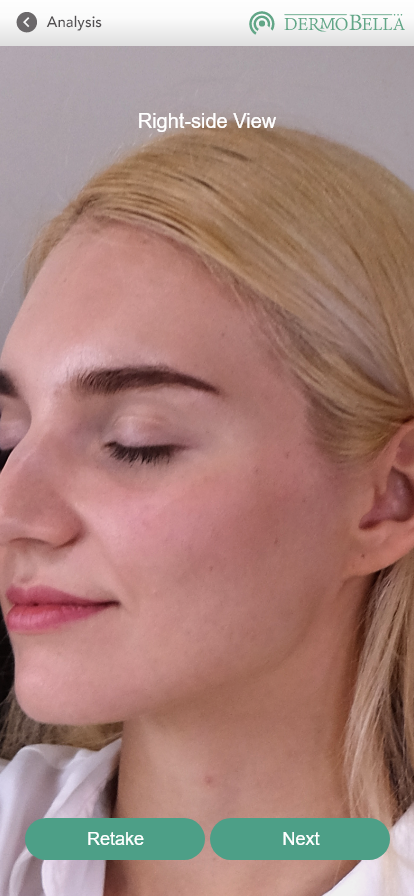 Analysis
DERMOBELLA
Right-side View
Retake
Next